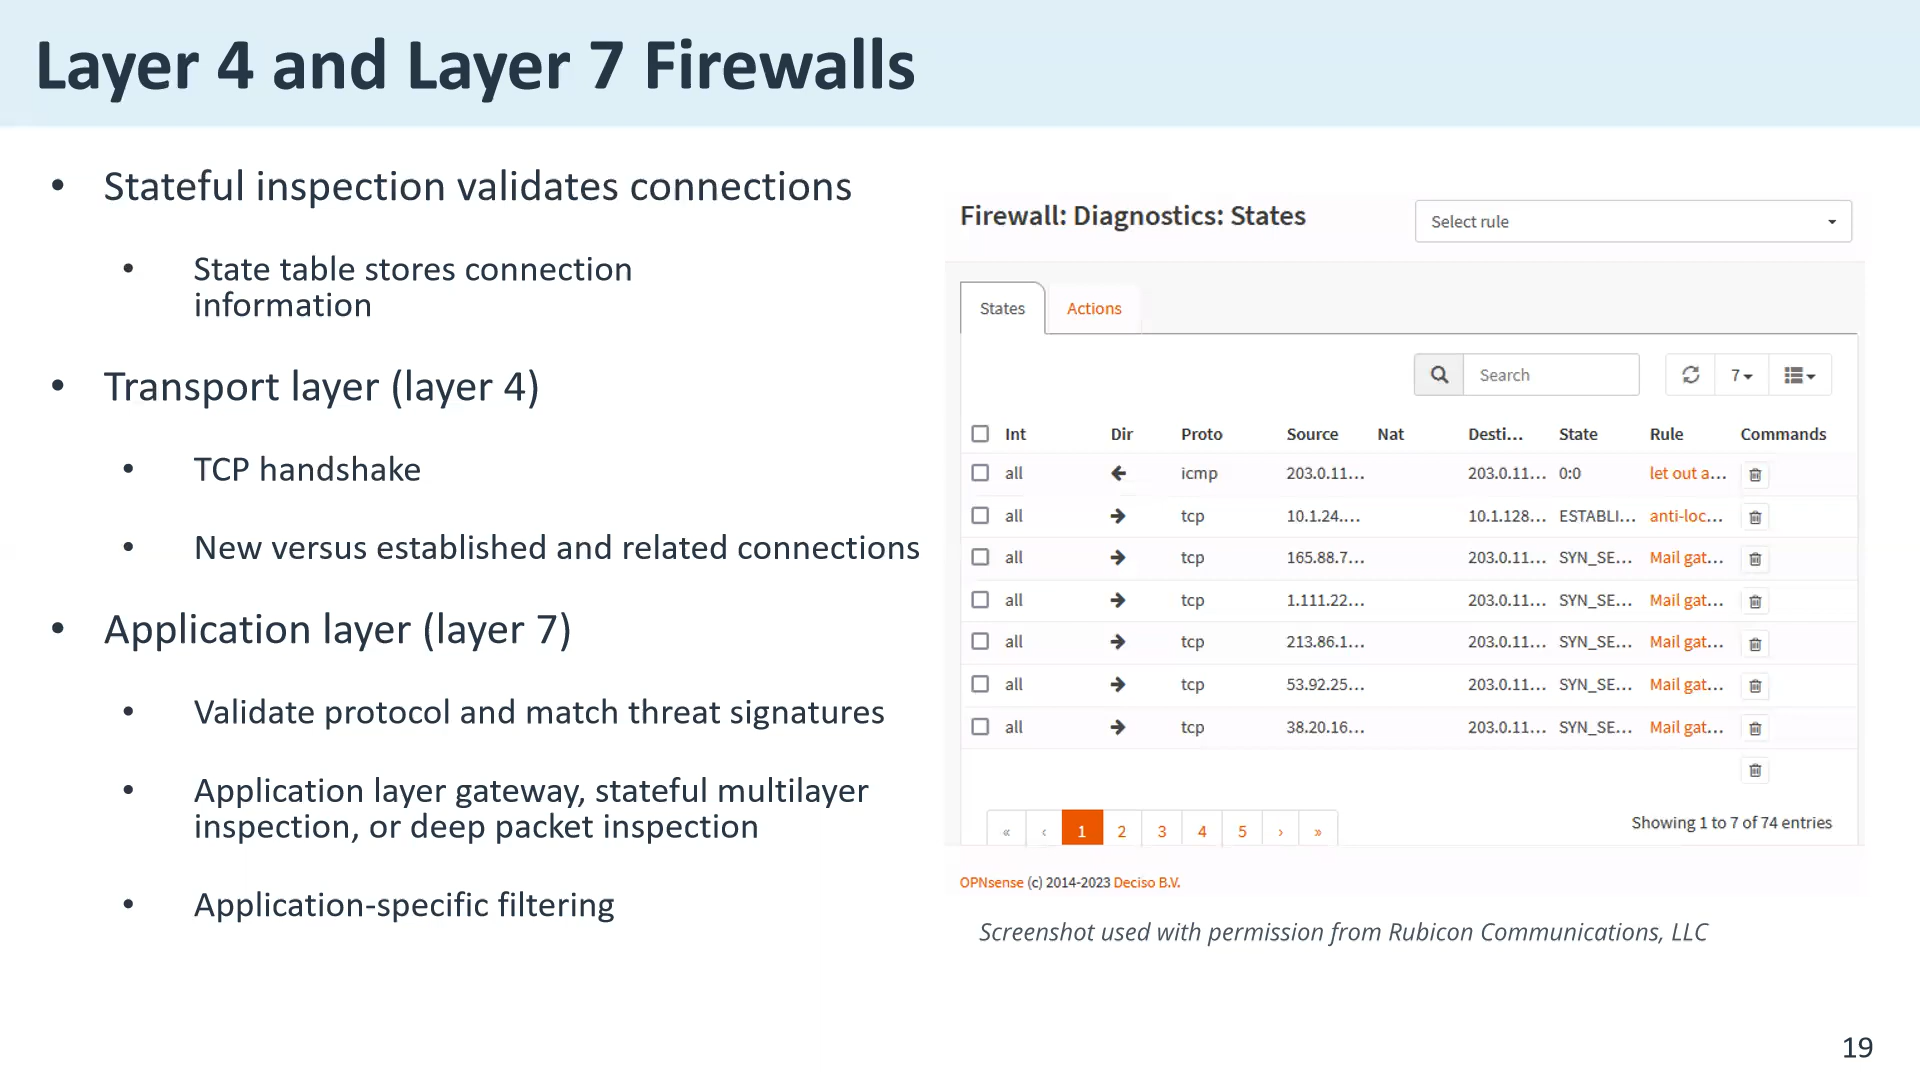 Layer 4 and Layer 7 Firewalls
• Stateful inspection validates connections
• State table stores connection
information
• Transport layer (layer 4)
• TCP handshake
• New versus established and related connections
• Application layer (layer 7)
• Validate protocol and match threat signatures
• Application layer gateway, stateful multilayer
inspection, or deep packet inspection
• Application-specific filtering
Firewall: Diagnostics: States
Select rule
States Actions
Search 7
Int Dir Proto Source Nat Desti... State Rule Commands
all icmp 203.0.11... 203.0.11... 0:0 let out a...
all tcp 10.1.24.... 10.1.128... ESTABLI... anti-loc...
all tcp 165.88.7... 203.0.11... SYN_SE... Mail gat...
all tcp 1.111.22... 203.0.11... SYN_SE... Mail gat...
all tcp 213.86.1... 203.0.11... SYN_SE... Mail gat...
all tcp 53.92.25... 203.0.11... SYN_SE... Mail gat...
all tcp 38.20.16... 203.0.11... SYN_SE... Mail gat...
« ‹ 1 2 3 4 5 › »
Showing 1 to 7 of 74 entries
OPNsense (c) 2014-2023 Deciso B.V.
Screenshot used with permission from Rubicon Communications, LLC
19